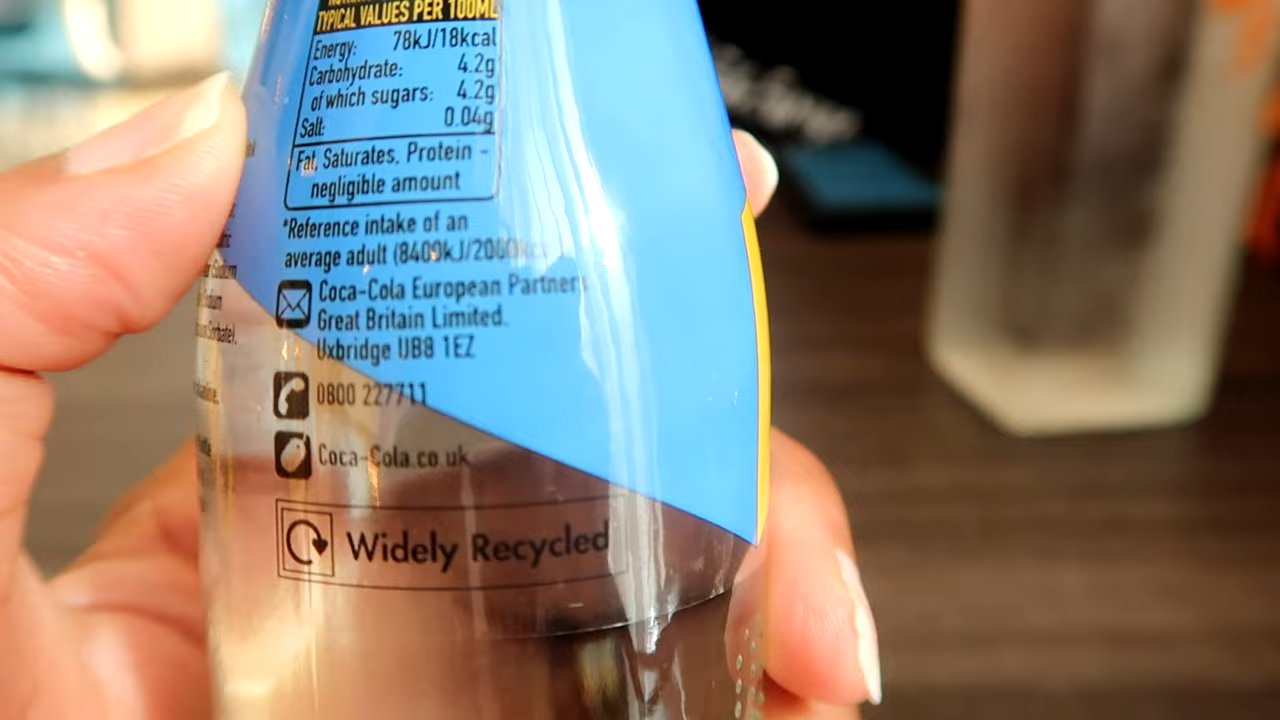 TYPICAL VALUES PER 100ML
Energy: 78kJ/18kcal
Carbohydrate: 4.2g
of which sugars: 4.2g
Salt: 0.04g
Fat, Saturates, Protein -
negligible amount
*Reference intake of an
average adult (8400kJ/2000kcal
Coca-Cola European Partners
Great Britain Limited.
Uxbridge UB8 1EZ
0800 227711
Coca-Cola.co.uk
Widely Recycled